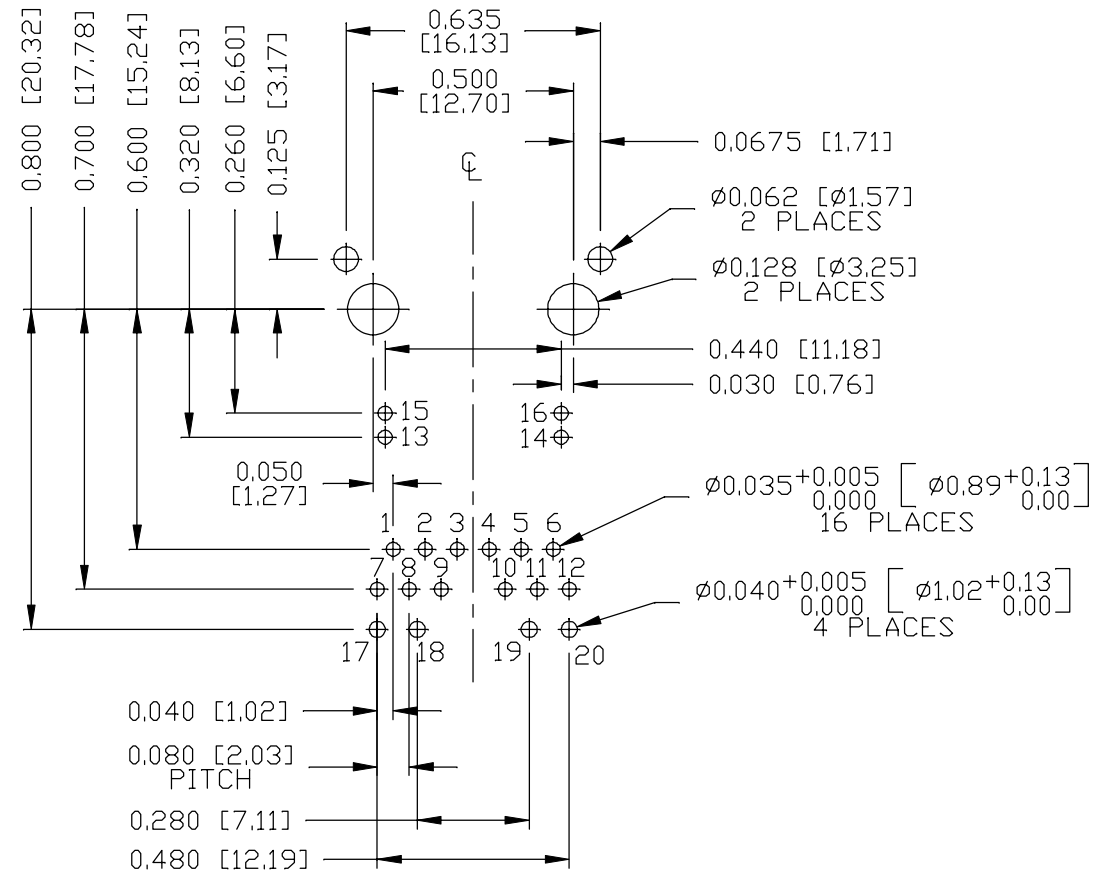 0,800 [20,32]
0,700 [17,78]
0,600 [15,24]
0,320 [8,13]
0,260 [6,60]
0,125 [3,17]
0,635
[16,13]
0,500
[12,70]
0,0675 [1,71]
℄
Ø0,062 [Ø1,57]
2 PLACES
Ø0,128 [Ø3,25]
2 PLACES
0,440 [11,18]
0,030 [0,76]
15
16
13
14
0,050
[1,27]
Ø0,035+0,005 0,000 [Ø0,89+0,13 0,00]
16 PLACES
1 2 3 4 5 6
7 8 9 10 11 12
Ø0,040+0,005 0,000 [Ø1,02+0,13 0,00]
4 PLACES
17 18 19 20
0,040 [1,02]
0,080 [2,03]
PITCH
0,280 [7,11]
0,480 [12,19]